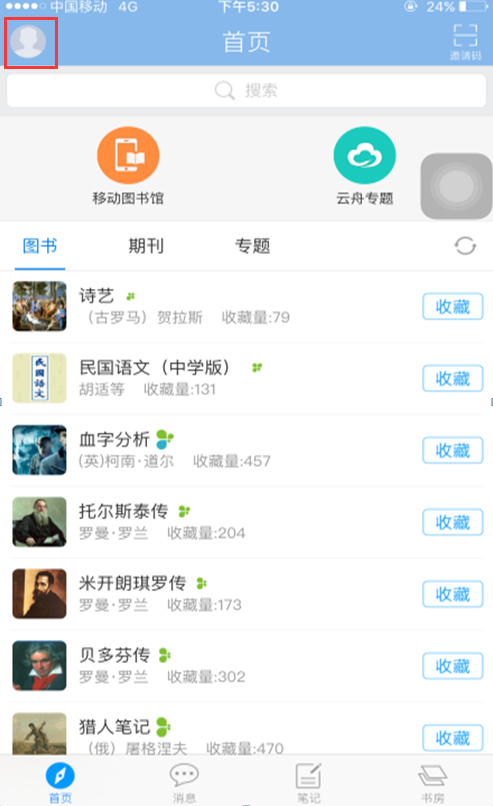 中国移动 4G 下午5:30 24%
首页
邀请码
搜索
移动图书馆 云舟专题
图书 期刊 专题
诗艺
（古罗马）贺拉斯 收藏量:79
收藏
民国语文（中学版）
胡适等 收藏量:131
收藏
民國语文
血字分析
(英)柯南·道尔 收藏量:457
收藏
托尔斯泰传
罗曼·罗兰 收藏量:204
收藏
米开朗琪罗传
罗曼·罗兰 收藏量:173
收藏
贝多芬传
罗曼·罗兰 收藏量:302
收藏
猎人笔记
（俄）屠格涅夫 收藏量:470
收藏
首页 消息 笔记 书房